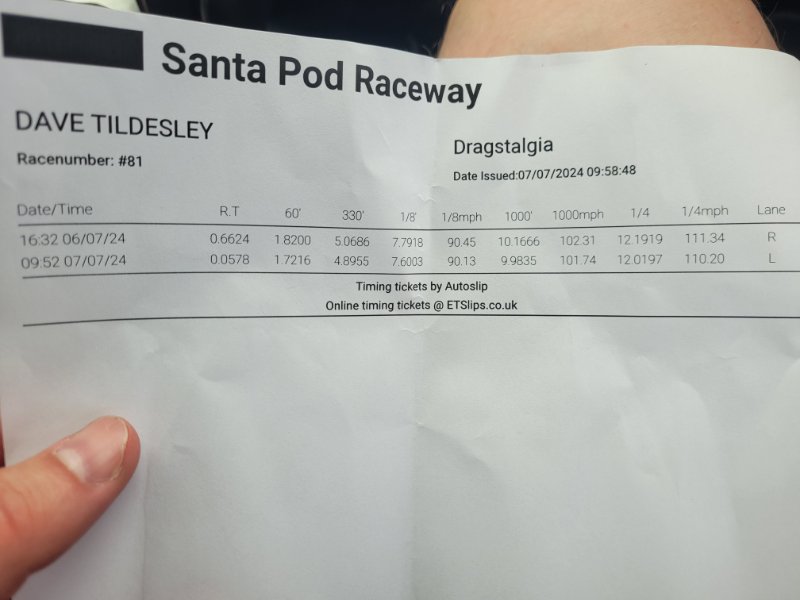 Santa Pod Raceway
DAVE TILDESLEY
Racenumber: #81
Dragstalgia
Date Issued:07/07/2024 09:58:48
Date/Time R.T 60' 330' 1/8' 1/8mph 1000' 1000mph 1/4 1/4mph Lane
16:32 06/07/24 0.6624 1.8200 5.0686 7.7918 90.45 10.1666 102.31 12.1919 111.34 R
09:52 07/07/24 0.0578 1.7216 4.8955 7.6003 90.13 9.9835 101.74 12.0197 110.20 L
Timing tickets by Autoslip
Online timing tickets @ ETSlips.co.uk